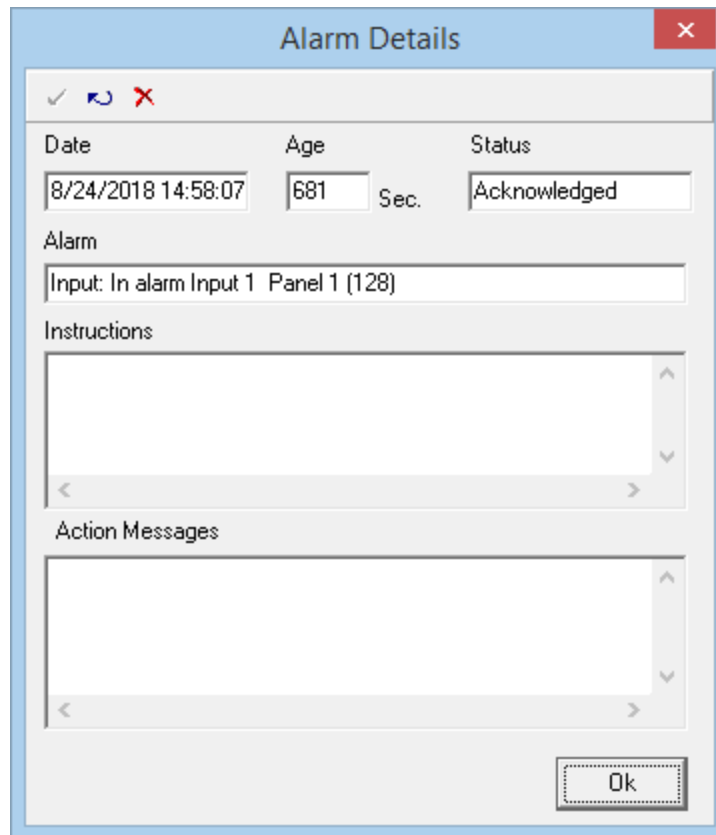 Alarm Details
Date Age Status
8/24/2018 14:58:07 681 Sec. Acknowledged
Alarm
Input: In alarm Input 1  Panel 1 (128)
Instructions
Action Messages
Ok